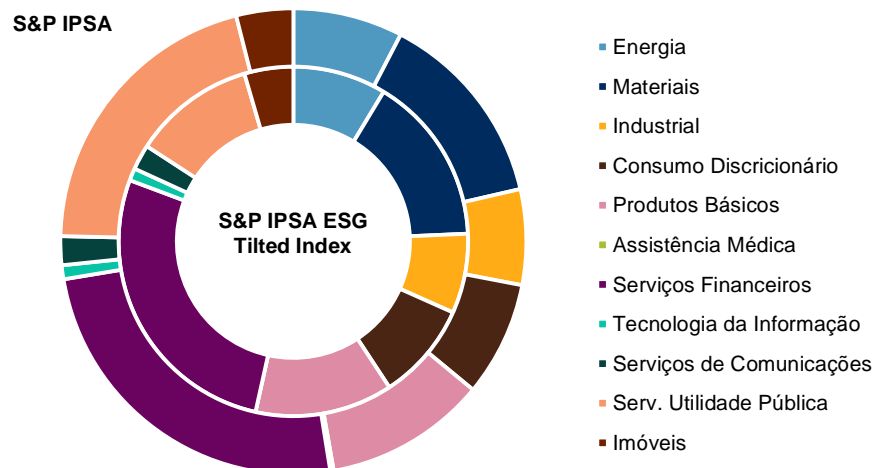 S&P IPSA
S&P IPSA ESG
Tilted Index
Energia
Materiais
Industrial
Consumo Discricionário
Produtos Básicos
Assistência Médica
Serviços Financeiros
Tecnologia da Informação
Serviços de Comunicações
Serv. Utilidade Pública
Imóveis